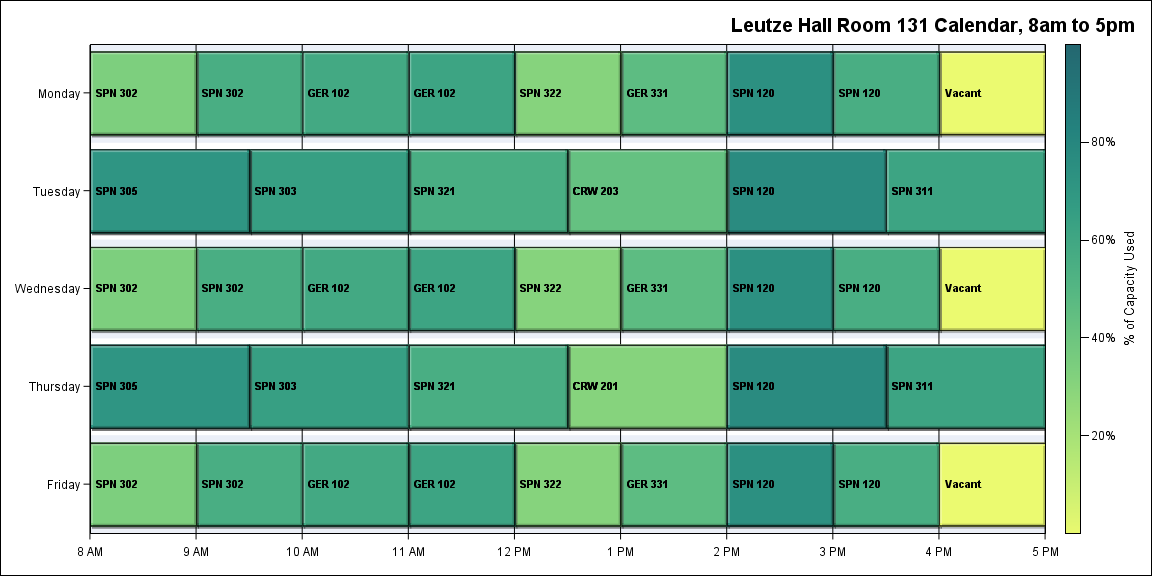 Leutze Hall Room 131 Calendar, 8am to 5pm
Monday
SPN 302 SPN 302 GER 102 GER 102 SPN 322 GER 331 SPN 120 SPN 120 Vacant
Tuesday
SPN 305 SPN 303 SPN 321 CRW 203 SPN 120 SPN 311
Wednesday
SPN 302 SPN 302 GER 102 GER 102 SPN 322 GER 331 SPN 120 SPN 120 Vacant
Thursday
SPN 305 SPN 303 SPN 321 CRW 201 SPN 120 SPN 311
Friday
SPN 302 SPN 302 GER 102 GER 102 SPN 322 GER 331 SPN 120 SPN 120 Vacant
8 AM 9 AM 10 AM 11 AM 12 PM 1 PM 2 PM 3 PM 4 PM 5 PM
80%
60%
40%
20%
% of Capacity Used